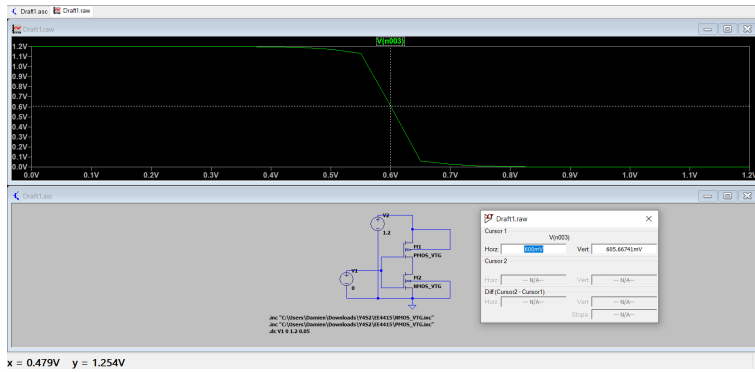 Draft1.asc Draft1.raw
Draft1.raw
V(n003)
1.2V
1.1V
1.0V
0.9V
0.8V
0.7V
0.6V
0.5V
0.4V
0.3V
0.2V
0.1V
0.0V
0.0V 0.1V 0.2V 0.3V 0.4V 0.5V 0.6V 0.7V 0.8V 0.9V 1.0V 1.1V 1.2V
Draft1.asc
V2
1.2
M1
PMOS_VTG
V1
0
M2
NMOS_VTG
.inc "C:\Users\Damien\Downloads\Y4S2\EE4415\PMOS_VTG.inc"
.inc "C:\Users\Damien\Downloads\Y4S2\EE4415\NMOS_VTG.inc"
.dc V1 0 1.2 0.05
Draft1.raw
Cursor 1
V(n003)
Horz: 600mV Vert: 605.66741mV
Cursor 2
Horz: -- N/A-- Vert: -- N/A--
Diff (Cursor2 - Cursor1)
Horz: -- N/A-- Vert: -- N/A--
Slope: -- N/A--
x = 0.479V y = 1.254V